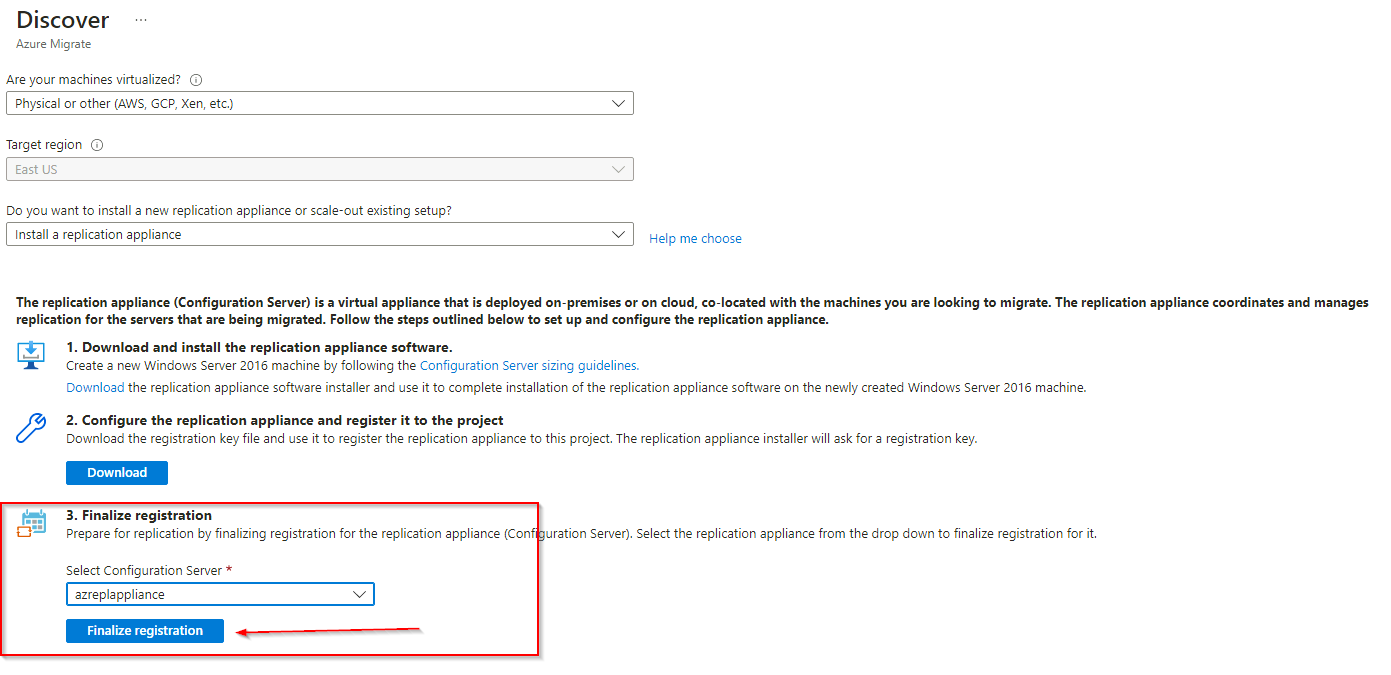 Discover ...
Azure Migrate
Are your machines virtualized?
Physical or other (AWS, GCP, Xen, etc.)
Target region
East US
Do you want to install a new replication appliance or scale-out existing setup?
Install a replication appliance
Help me choose
The replication appliance (Configuration Server) is a virtual appliance that is deployed on-premises or on cloud, co-located with the machines you are looking to migrate. The replication appliance coordinates and manages
replication for the servers that are being migrated. Follow the steps outlined below to set up and configure the replication appliance.
1. Download and install the replication appliance software.
Create a new Windows Server 2016 machine by following the Configuration Server sizing guidelines.
Download the replication appliance software installer and use it to complete installation of the replication appliance software on the newly created Windows Server 2016 machine.
2. Configure the replication appliance and register it to the project
Download the registration key file and use it to register the replication appliance to this project. The replication appliance installer will ask for a registration key.
Download
3. Finalize registration
Prepare for replication by finalizing registration for the replication appliance (Configuration Server). Select the replication appliance from the drop down to finalize registration for it.
Select Configuration Server *
azreplappliance
Finalize registration